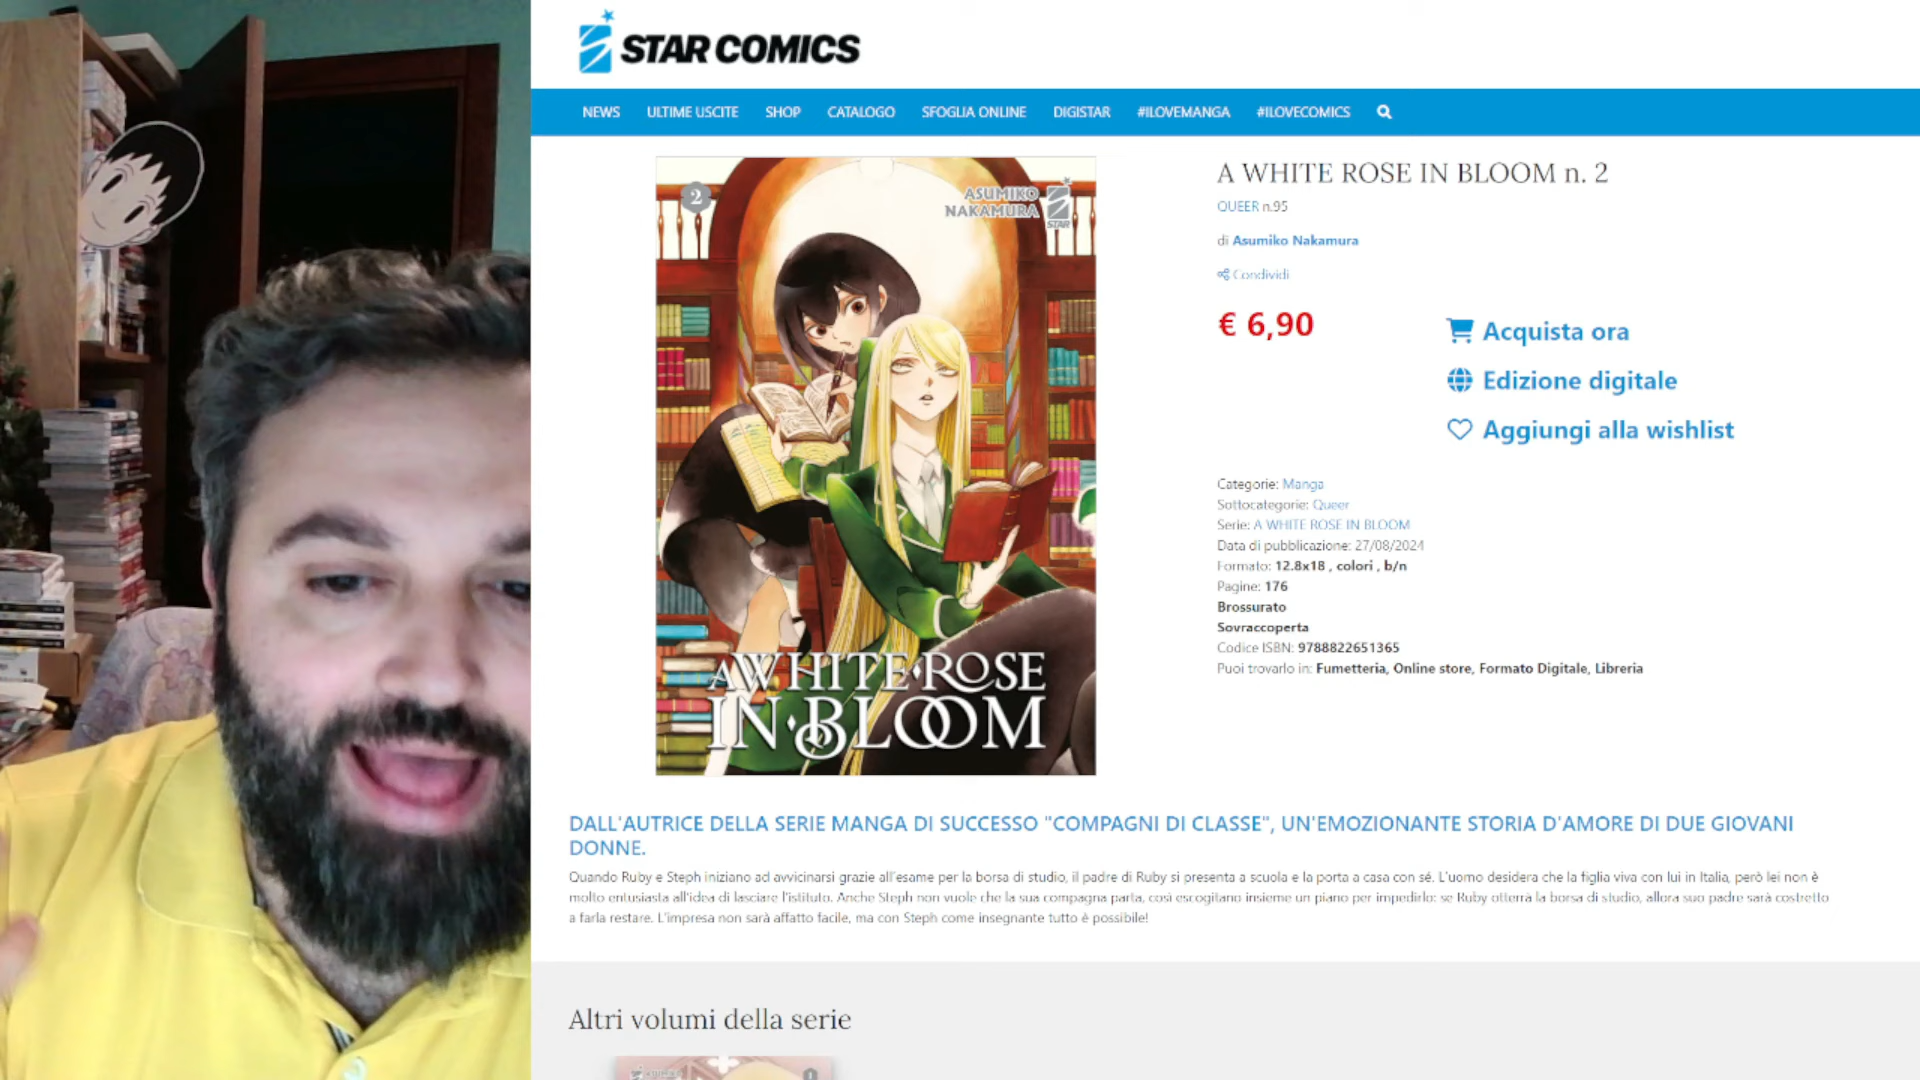 STAR COMICS
NEWS ULTIME USCITE SHOP CATALOGO SFOGLIA ONLINE DIGISTAR #ILOVEMANGA #ILOVECOMICS
2
ASUMIKO
NAKAMURA
STAR
A WHITE ROSE
IN BLOOM
A WHITE ROSE IN BLOOM n. 2
QUEER n.95
di Asumiko Nakamura
Condividi
€ 6,90
Acquista ora
Edizione digitale
Aggiungi alla wishlist
Categorie: Manga
Sottocategorie: Queer
Serie: A WHITE ROSE IN BLOOM
Data di pubblicazione: 27/08/2024
Formato: 12.8x18 , colori , b/n
Pagine: 176
Brossurato
Sovraccoperta
Codice ISBN: 9788822651365
Puoi trovarlo in: Fumetteria, Online store, Formato Digitale, Libreria
DALL'AUTRICE DELLA SERIE MANGA DI SUCCESSO "COMPAGNI DI CLASSE", UN'EMOZIONANTE STORIA D'AMORE DI DUE GIOVANI
DONNE.
Quando Ruby e Steph iniziano ad avvicinarsi grazie all'esame per la borsa di studio, il padre di Ruby si presenta a scuola e la porta a casa con sé. L'uomo desidera che la figlia viva con lui in Italia, però lei non è
molto entusiasta all'idea di lasciare l'istituto. Anche Steph non vuole che la sua compagna parta, così escogitano insieme un piano per impedirlo: se Ruby otterrà la borsa di studio, allora suo padre sarà costretto
a farla restare. L'impresa non sarà affatto facile, ma con Steph come insegnante tutto è possibile!
Altri volumi della serie